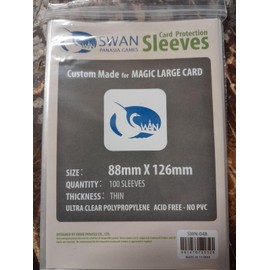 SWAN
PANASIA GAMES
Card Protection
Sleeves
Custom Made for MAGIC LARGE CARD
SWAN
SIZE : 88mm X 126mm
QUANTITY : 100 SLEEVES
THICKNESS : THIN
ULTRA CLEAR POLYPROPYLENE ACID FREE - NO PVC